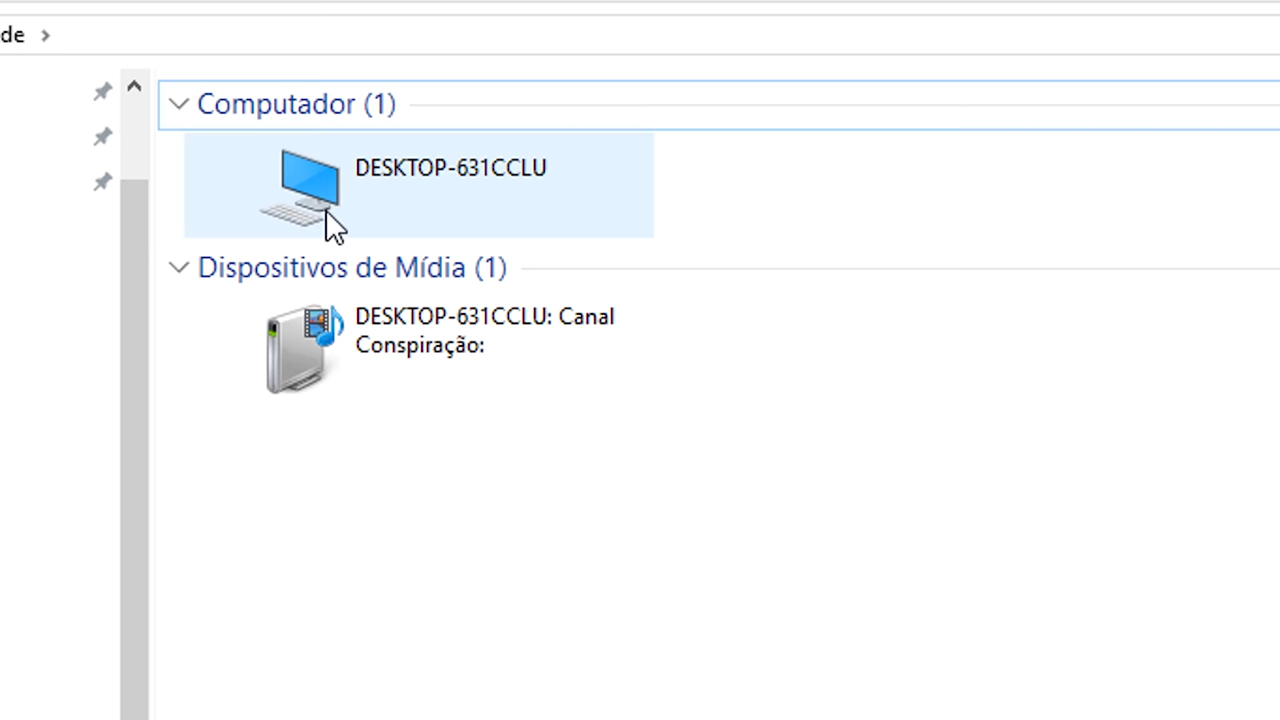 de
Computador (1)
DESKTOP-631CCLU
Dispositivos de Mídia (1)
DESKTOP-631CCLU: Canal
Conspiração: